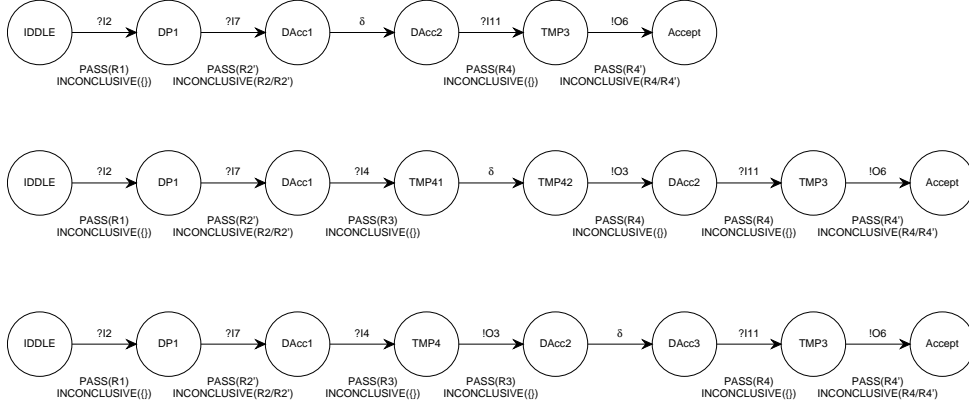 ?I2 ?I7 δ ?I11 !O6
IDDLE DP1 DAcc1 DAcc2 TMP3 Accept
PASS(R1) PASS(R2') PASS(R4) PASS(R4')
INCONCLUSIVE({}) INCONCLUSIVE(R2/R2') INCONCLUSIVE({}) INCONCLUSIVE(R4/R4')
?I2 ?I7 ?I4 δ !O3 ?I11 !O6
IDDLE DP1 DAcc1 TMP41 TMP42 DAcc2 TMP3 Accept
PASS(R1) PASS(R2') PASS(R3) PASS(R4) PASS(R4) PASS(R4')
INCONCLUSIVE({}) INCONCLUSIVE(R2/R2') INCONCLUSIVE({}) INCONCLUSIVE({}) INCONCLUSIVE({}) INCONCLUSIVE(R4/R4')
?I2 ?I7 ?I4 !O3 δ ?I11 !O6
IDDLE DP1 DAcc1 TMP4 DAcc2 DAcc3 TMP3 Accept
PASS(R1) PASS(R2') PASS(R3) PASS(R3) PASS(R4) PASS(R4')
INCONCLUSIVE({}) INCONCLUSIVE(R2/R2') INCONCLUSIVE({}) INCONCLUSIVE({}) INCONCLUSIVE({}) INCONCLUSIVE(R4/R4')